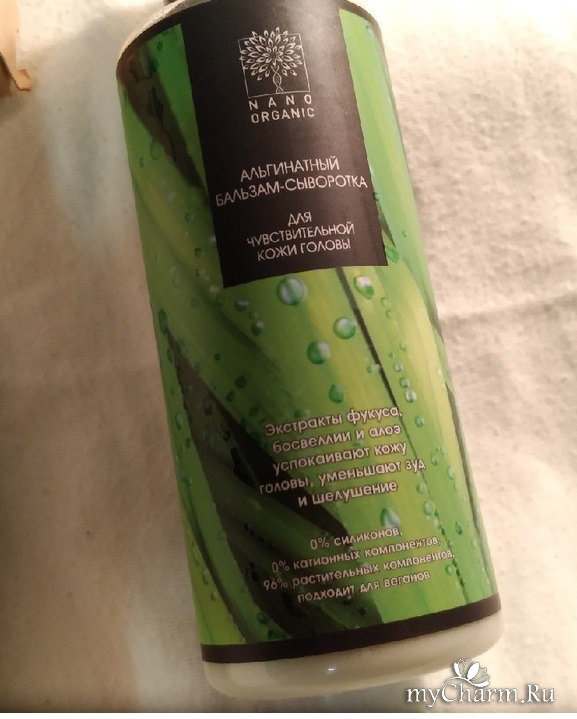 NANO
ORGANIC
АЛЬГИНАТНЫЙ
БАЛЬЗАМ-СЫВОРОТКА
ДЛЯ
ЧУВСТВИТЕЛЬНОЙ
КОЖИ ГОЛОВЫ
Экстракты фукуса,
босвеллии и алоэ
успокаивают кожу
головы, уменьшают зуд
и шелушение
0% силиконов,
0% катионных компонентов,
96% растительных компонентов,
подходит для веганов
myCharm.Ru